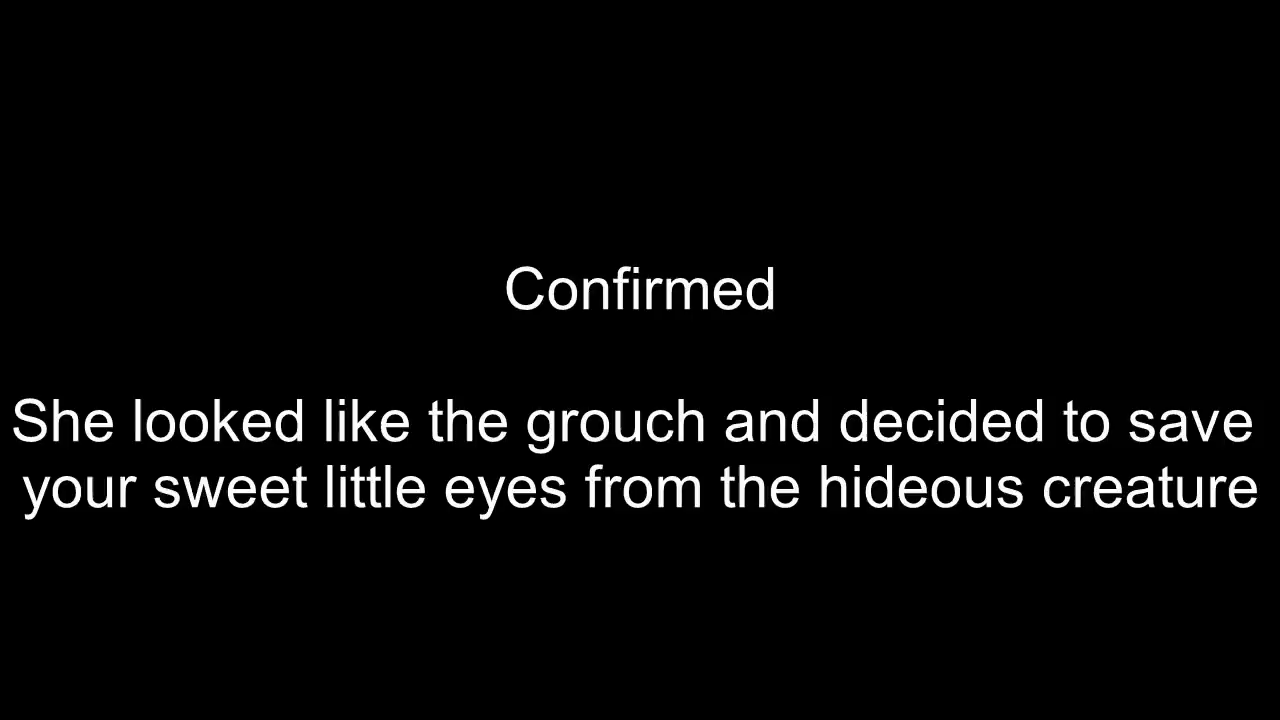 Confirmed
She looked like the grouch and decided to save
your sweet little eyes from the hideous creature